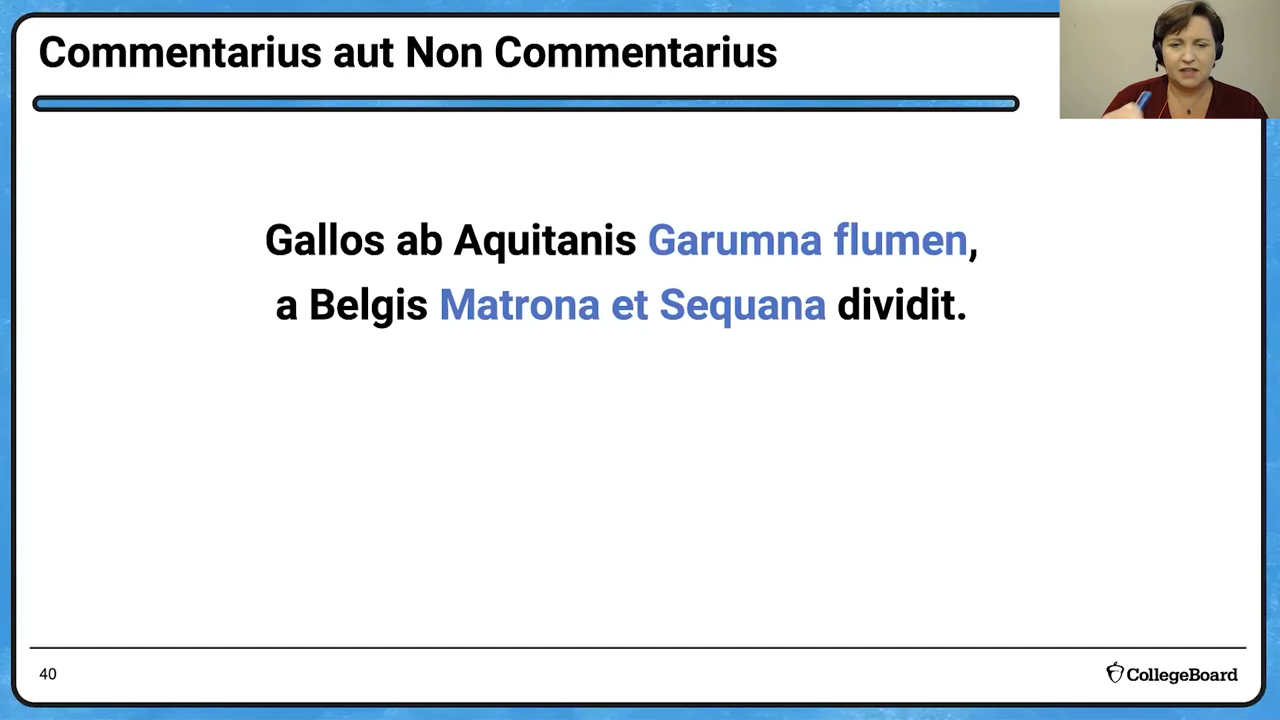 Commentarius aut Non Commentarius
Gallos ab Aquitanis Garumna flumen,
a Belgis Matrona et Sequana dividit.
40
CollegeBoard